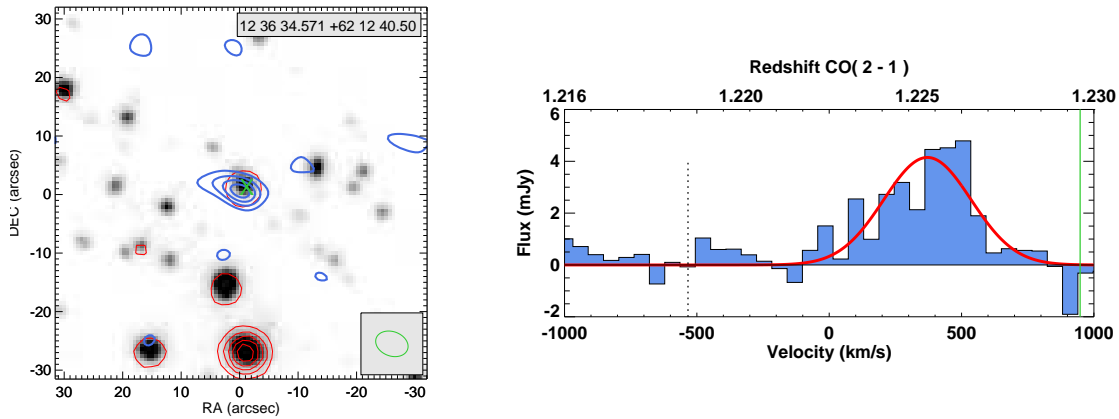 12 36 34.571 +62 12 40.50
30
20
10
0
-10
-20
-30
DEC (arcsec)
30 20 10 0 -10 -20 -30
RA (arcsec)
Redshift CO( 2 - 1 )
1.216 1.220 1.222 1.225 1.230
6
4
2
0
-2
Flux (mJy)
-1000 -500 0 500 1000
Velocity (km/s)